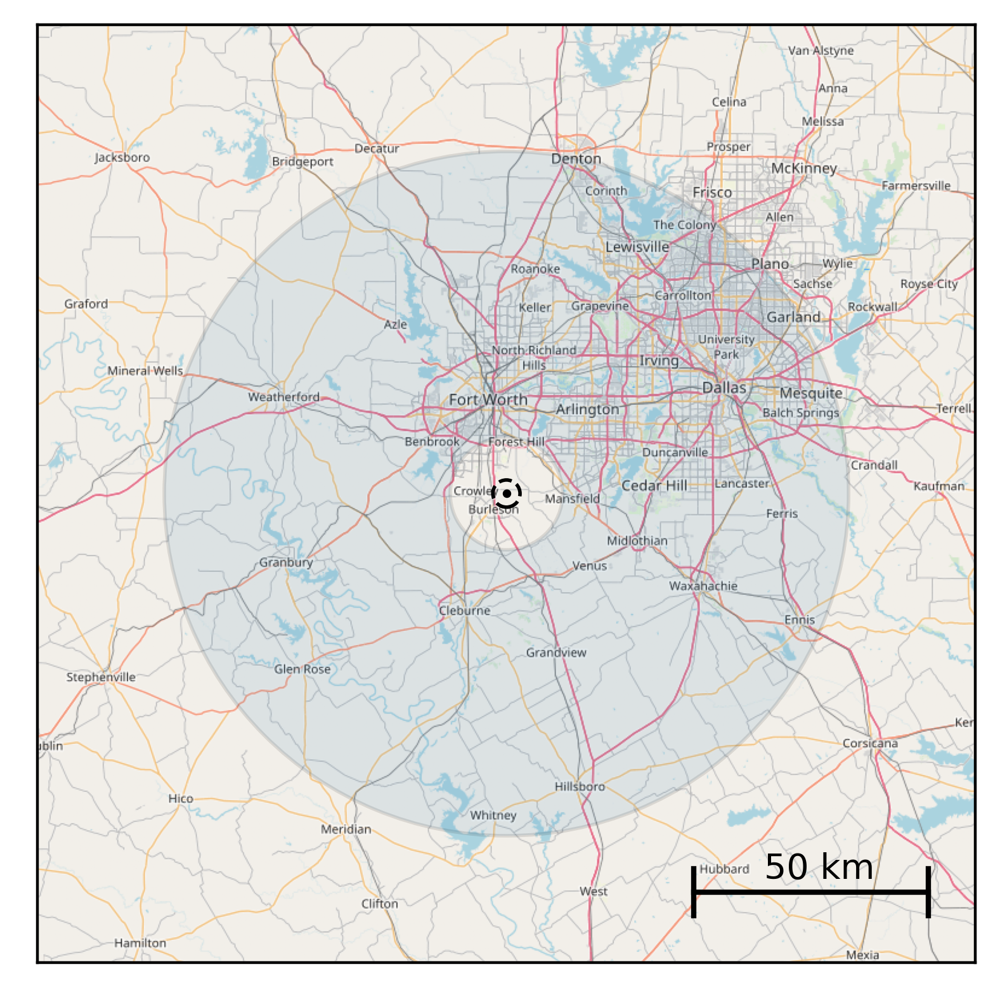 Van Alstyne
Anna
Celina
Melissa
Prosper
Jacksboro
Decatur
Bridgeport
Denton
McKinney
Farmersville
Corinth
Frisco
The Colony
Allen
Lewisville
Roanoke
Plano
Wylie
Sachse
Royse City
Carrollton
Graford
Keller
Grapevine
Rockwall
Garland
Azle
University
Park
North Richland
Hills
Irving
Mineral Wells
Dallas
Weatherford
Fort Worth
Mesquite
Arlington
Balch Springs
Terrell
Benbrook
Forest Hill
Duncanville
Crandall
Crowley
Cedar Hill
Lancaster
Kaufman
Mansfield
Burleson
Ferris
Midlothian
Granbury
Venus
Waxahachie
Cleburne
Ennis
Grandview
Glen Rose
Stephenville
Ker
Corsicana
ublin
Hillsboro
Hico
Whitney
Meridian
50 km
Hubbard
West
Clifton
Hamilton
Mexia